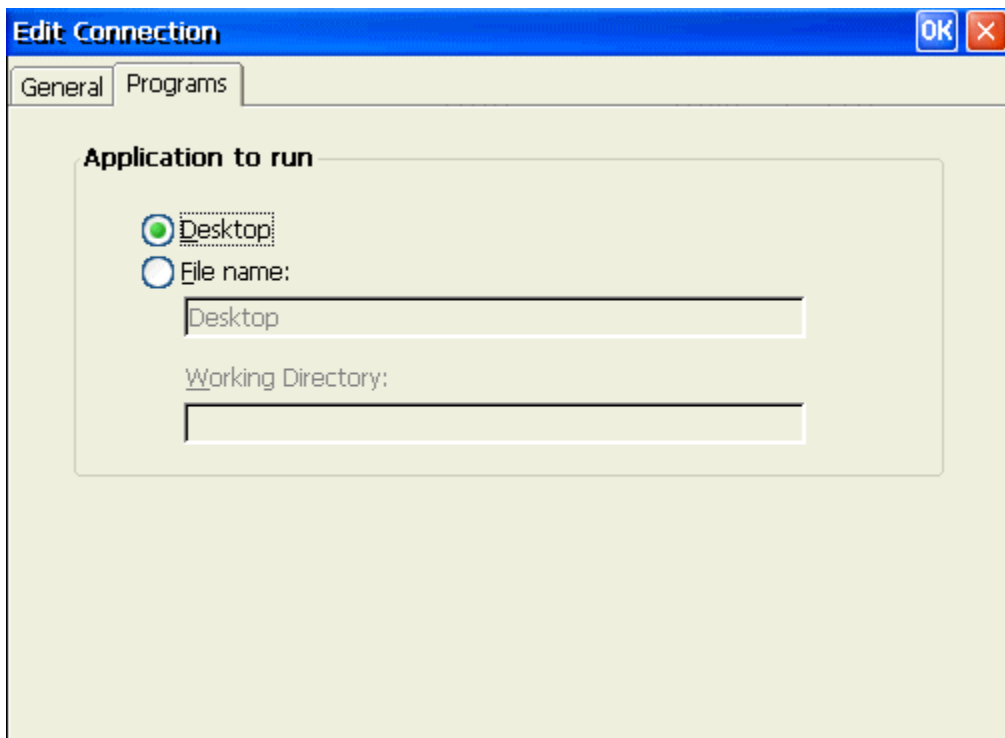 Edit Connection OK
General Programs
Application to run
Desktop
File name:
Desktop
Working Directory: